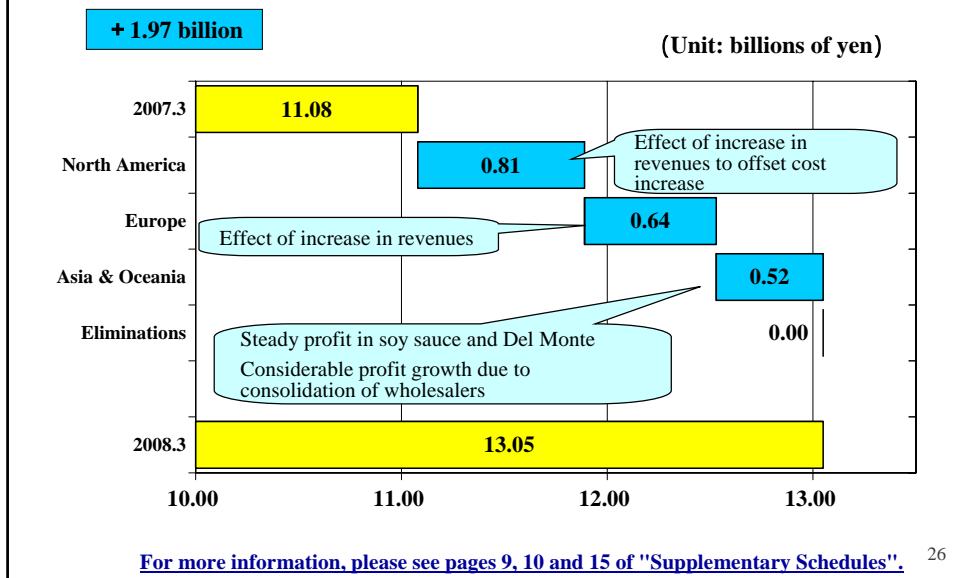 +1.97 billion
(Unit: billions of yen)
2007.3
11.08
North America
0.81
Effect of increase in
revenues to offset cost
increase
Europe
0.64
Effect of increase in revenues
Asia & Oceania
0.52
Eliminations
0.00
Steady profit in soy sauce and Del Monte
Considerable profit growth due to
consolidation of wholesalers
2008.3
13.05
10.00 11.00 12.00 13.00
For more information, please see pages 9, 10 and 15 of "Supplementary Schedules".
26